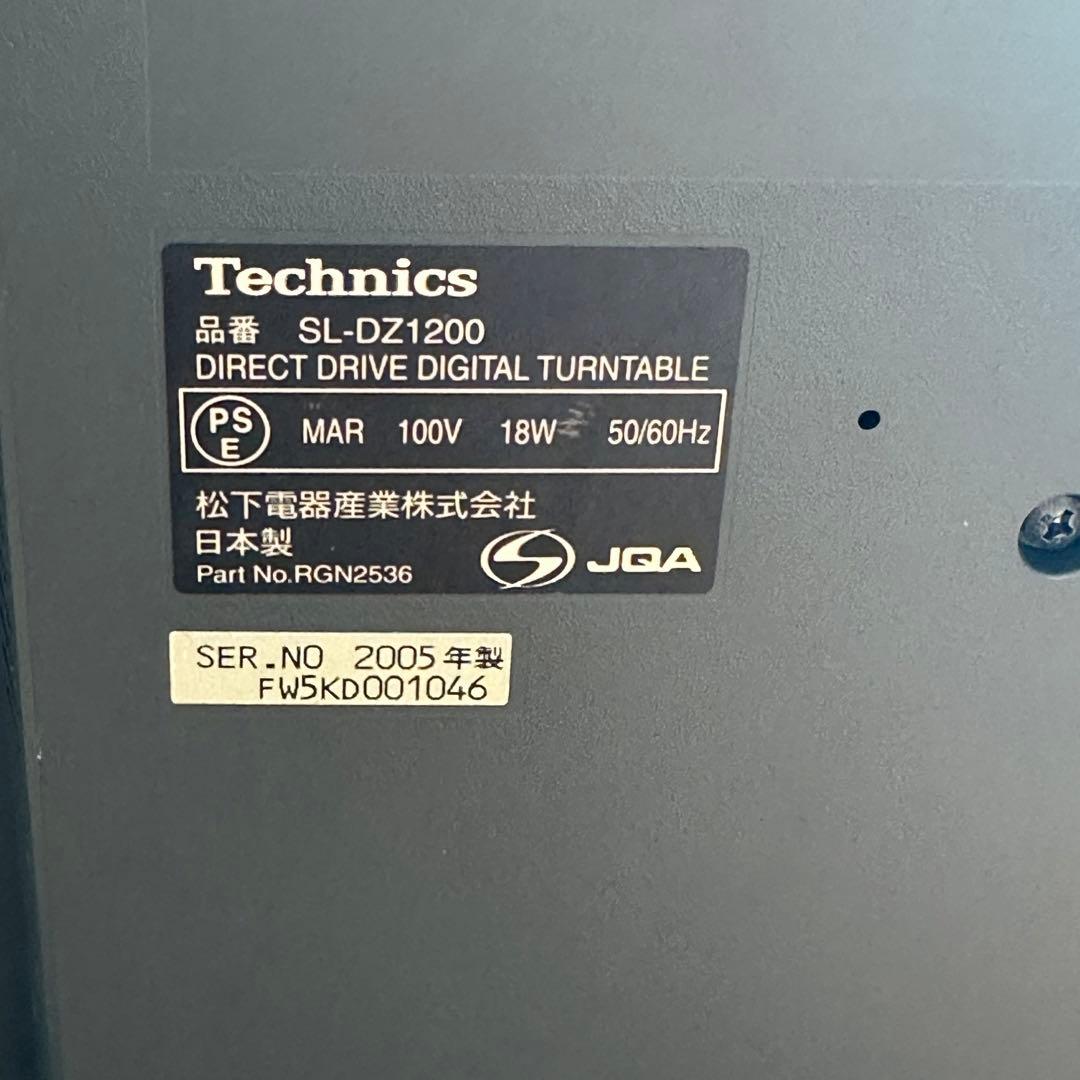 Technics
品番 SL-DZ1200
DIRECT DRIVE DIGITAL TURNTABLE
PS
E
MAR 100V 18W 50/60Hz
松下電器産業株式会社
日本製
Part No.RGN2536
JQA
SER.NO 2005年製
FW5KD001046